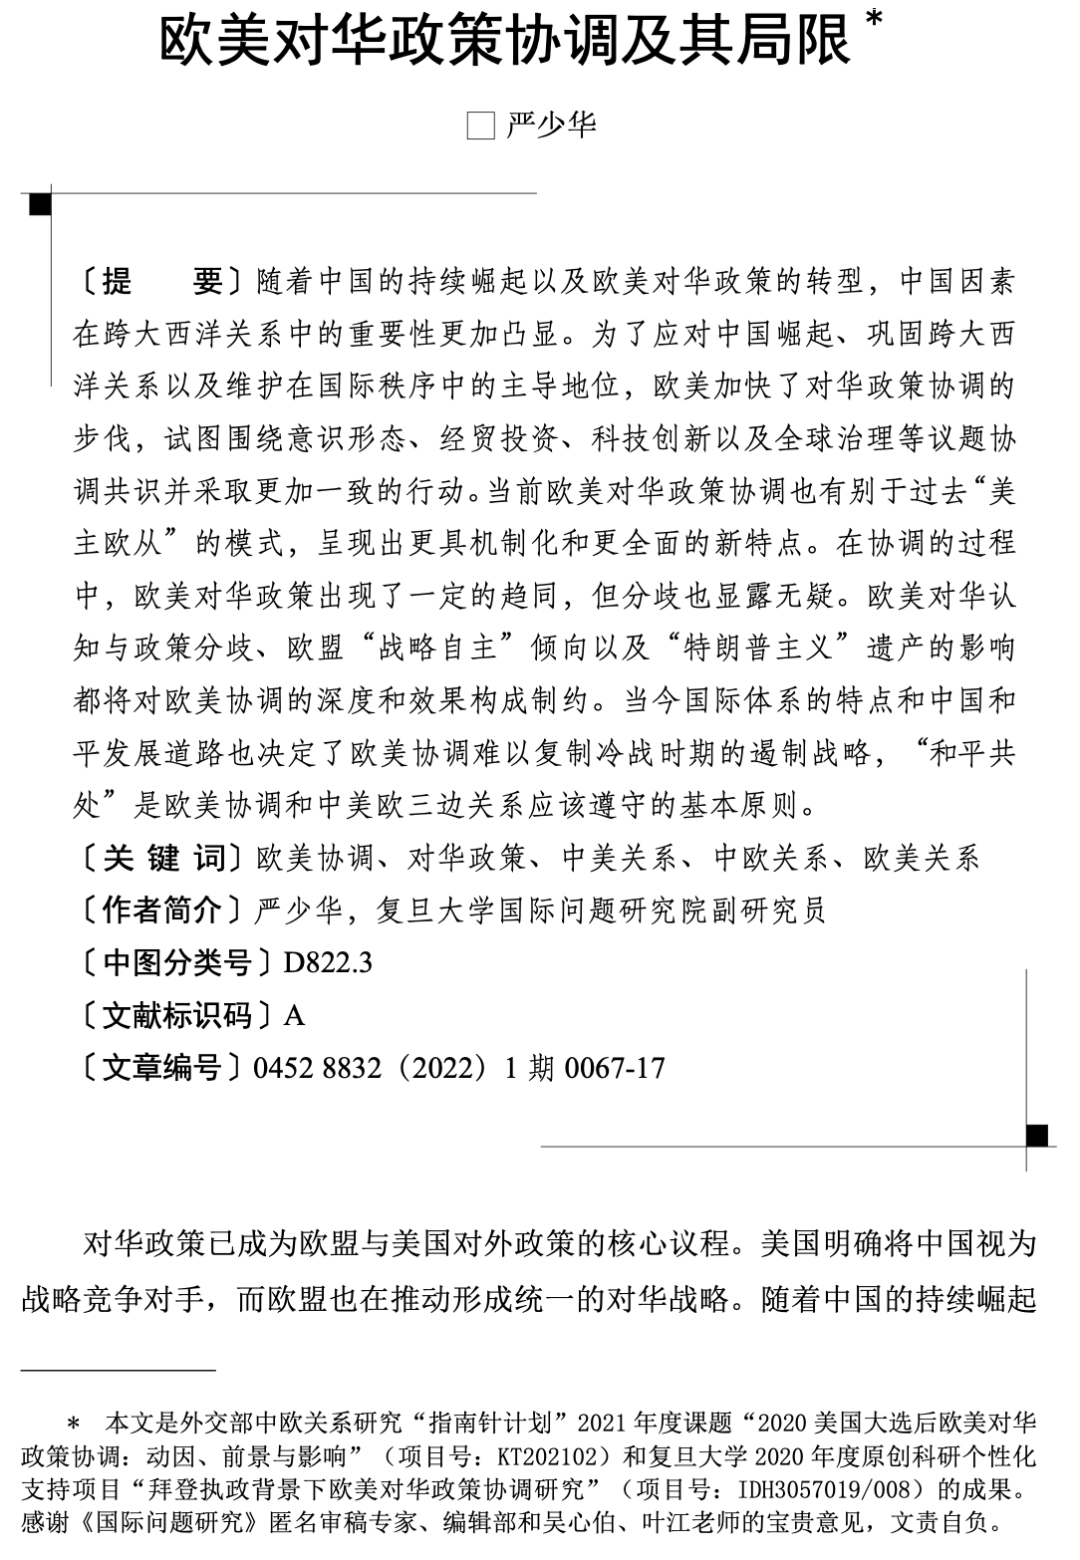 欧美对华政策协调及其局限*
□ 严少华
〔提　　要〕随着中国的持续崛起以及欧美对华政策的转型，中国因素
在跨大西洋关系中的重要性更加凸显。为了应对中国崛起、巩固跨大西
洋关系以及维护在国际秩序中的主导地位，欧美加快了对华政策协调的
步伐，试图围绕意识形态、经贸投资、科技创新以及全球治理等议题协
调共识并采取更加一致的行动。当前欧美对华政策协调也有别于过去“美
主欧从”的模式，呈现出更具机制化和更全面的新特点。在协调的过程
中，欧美对华政策出现了一定的趋同，但分歧也显露无疑。欧美对华认
知与政策分歧、欧盟“战略自主”倾向以及“特朗普主义”遗产的影响
都将对欧美协调的深度和效果构成制约。当今国际体系的特点和中国和
平发展道路也决定了欧美协调难以复制冷战时期的遏制战略，“和平共
处”是欧美协调和中美欧三边关系应该遵守的基本原则。
〔关 键 词〕欧美协调、对华政策、中美关系、中欧关系、欧美关系
〔作者简介〕严少华，复旦大学国际问题研究院副研究员
〔中图分类号〕D822.3
〔文献标识码〕A
〔文章编号〕0452 8832（2022）1 期 0067-17
对华政策已成为欧盟与美国对外政策的核心议程。美国明确将中国视为
战略竞争对手，而欧盟也在推动形成统一的对华战略。随着中国的持续崛起
* 本文是外交部中欧关系研究“指南针计划”2021 年度课题“2020 美国大选后欧美对华
政策协调：动因、前景与影响”（项目号：KT202102）和复旦大学 2020 年度原创科研个性化
支持项目“拜登执政背景下欧美对华政策协调研究”（项目号：IDH3057019/008）的成果。
感谢《国际问题研究》匿名审稿专家、编辑部和吴心伯、叶江老师的宝贵意见，文责自负。